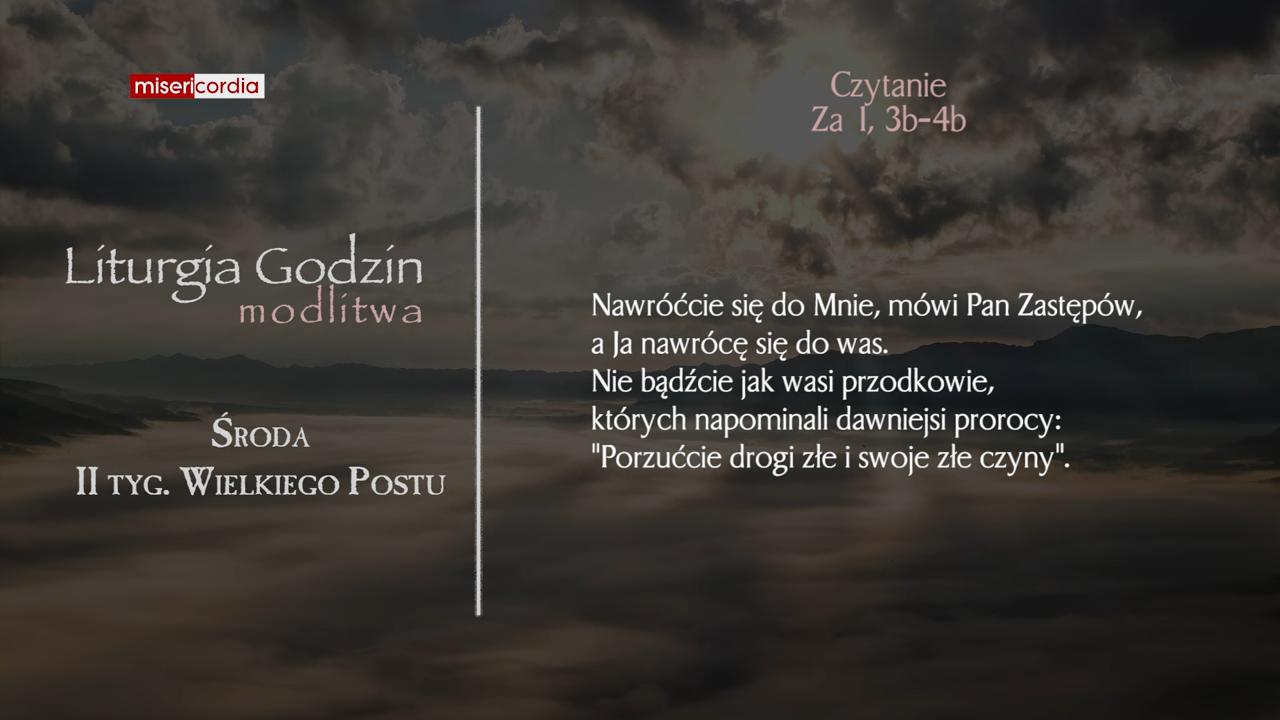 misericordia
Liturgia Godzin
modlitwa
Środa
II tyg. Wielkiego Postu
Czytanie
Za 1, 3b-4b
Nawróćcie się do Mnie, mówi Pan Zastępów,
a Ja nawrócę się do was.
Nie bądźcie jak wasi przodkowie,
których napominali dawniejsi prorocy:
"Porzućcie drogi złe i swoje złe czyny".